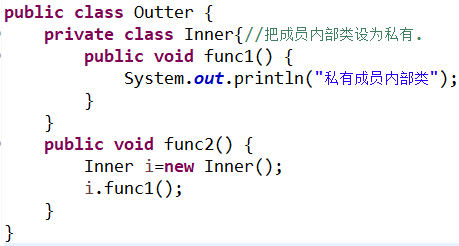 public class Outter {
    private class Inner{//把成员内部类设为私有.
        public void func1() {
            System.out.println("私有成员内部类");
        }
    }
    public void func2() {
        Inner i=new Inner();
        i.func1();
    }
}